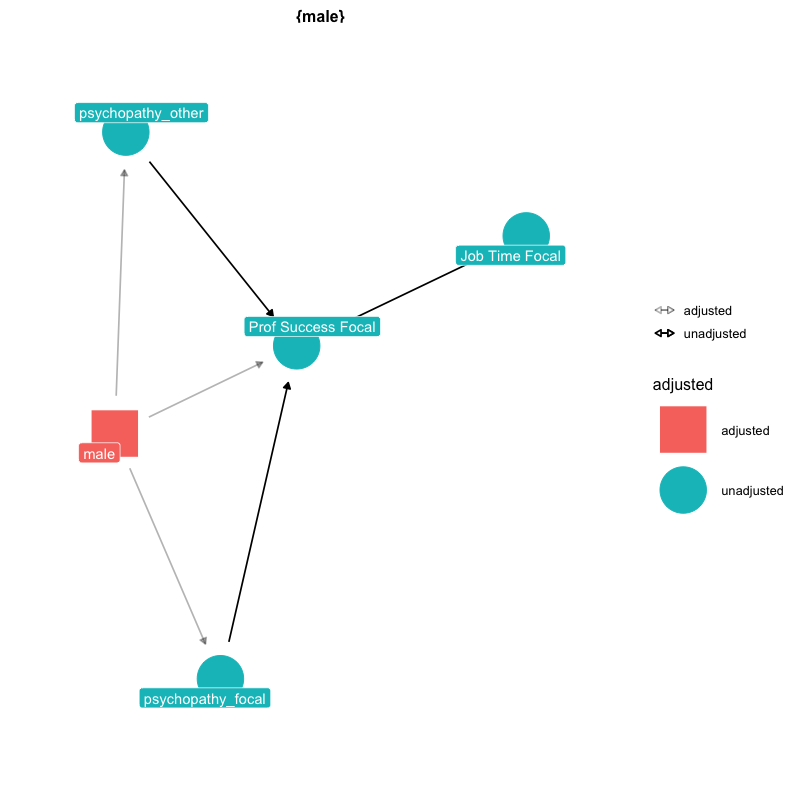 {male}
psychopathy_other
Job Time Focal
Prof Success Focal
male
psychopathy_focal
adjusted
unadjusted
adjusted
adjusted
unadjusted